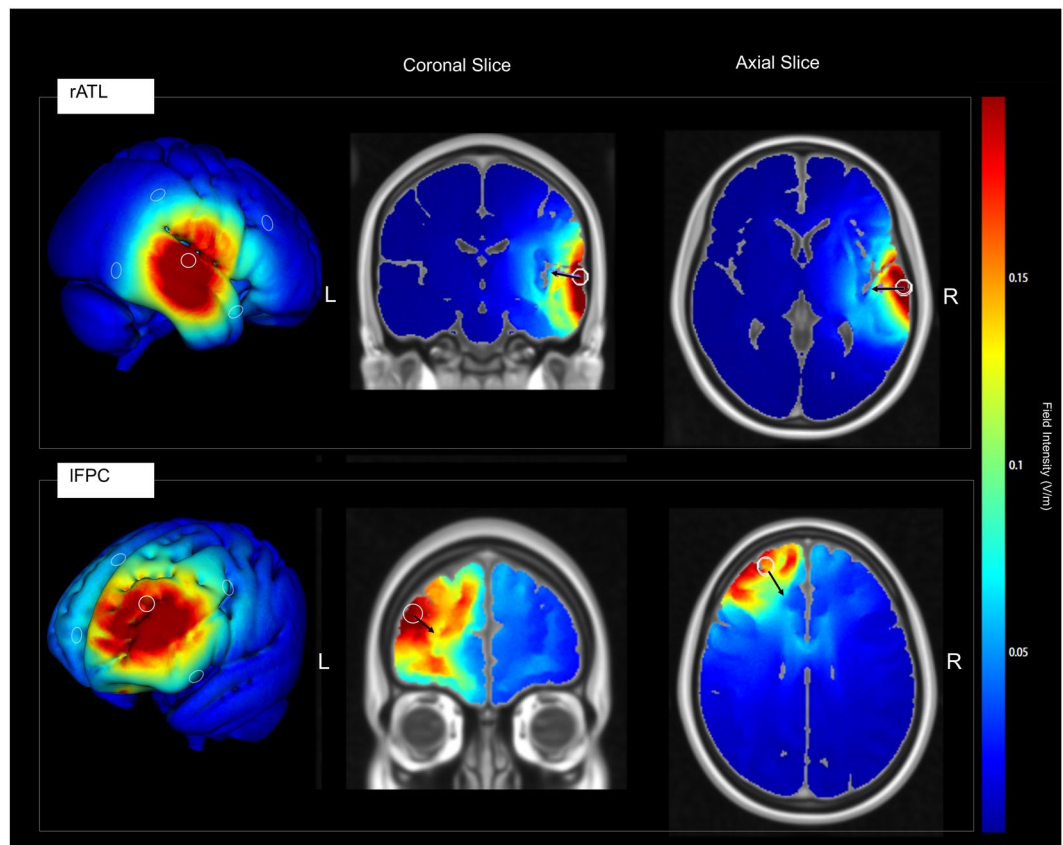 Coronal Slice
Axial Slice
rATL
L
R
0.15
0.1
0.05
Field Intensity (V/m)
lFPC
L
R